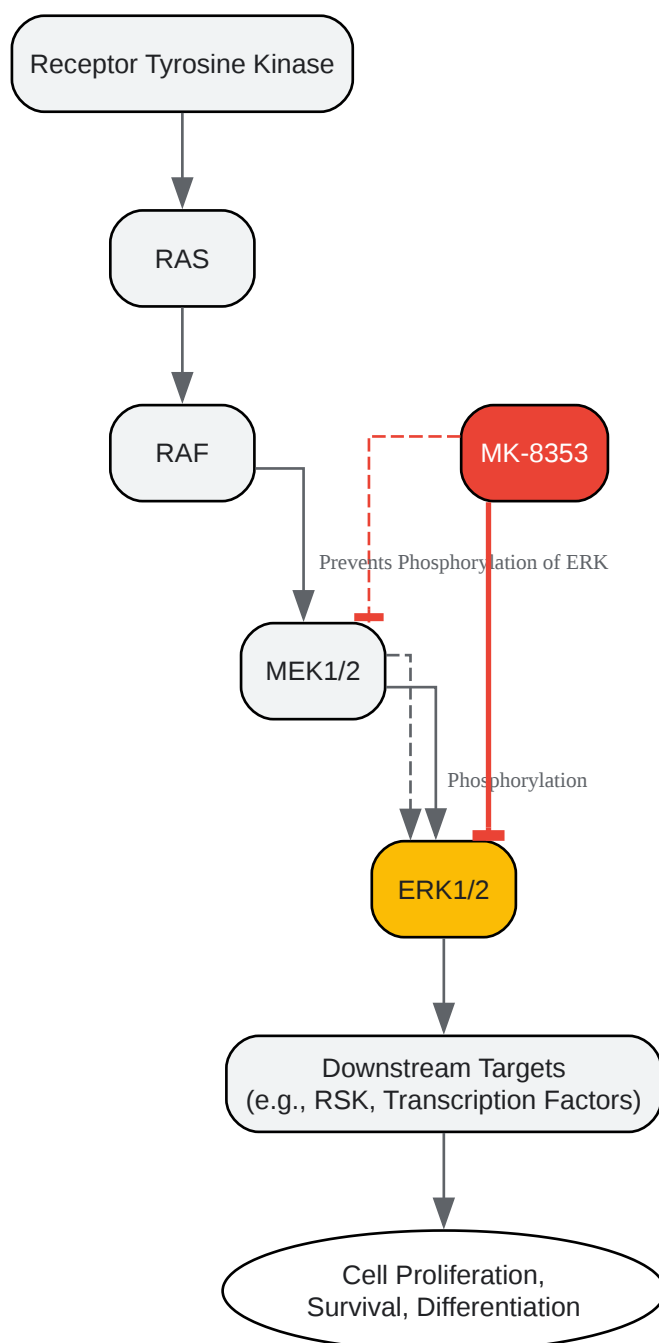 Receptor Tyrosine Kinase
RAS
RAF
MK-8353
Prevents Phosphorylation of ERK
MEK1/2
Phosphorylation
ERK1/2
Downstream Targets
(e.g., RSK, Transcription Factors)
Cell Proliferation,
Survival, Differentiation